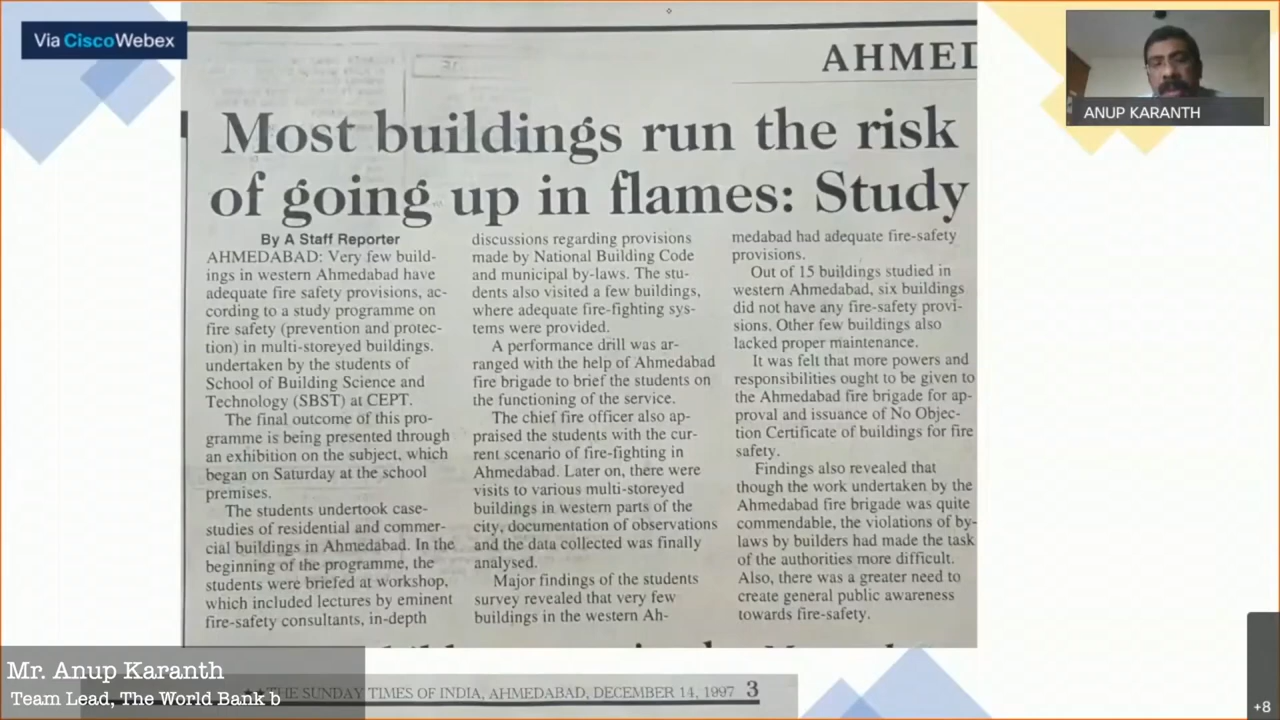 Via CiscoWebex
ANUP KARANTH
AHMED
Most buildings run the risk
of going up in flames: Study
By A Staff Reporter
AHMEDABAD: Very few build-
ings in western Ahmedabad have
adequate fire safety provisions, ac-
cording to a study programme on
fire safety (prevention and protec-
tion) in multi-storeyed buildings.
undertaken by the students of
School of Building Science and
Technology (SBST) at CEPT.
The final outcome of this pro-
gramme is being presented through
an exhibition on the subject, which
began on Saturday at the school
premises.
The students undertook case-
studies of residential and commer-
cial buildings in Ahmedabad. In the
beginning of the programme, the
students were briefed at workshop,
which included lectures by eminent
fire-safety consultants, in-depth
discussions regarding provisions
made by National Building Code
and municipal by-laws. The stu-
dents also visited a few buildings,
where adequate fire-fighting sys-
tems were provided.
A performance drill was ar-
ranged with the help of Ahmedabad
fire brigade to brief the students on
the functioning of the service.
The chief fire officer also ap-
praised the students with the cur-
rent scenario of fire-fighting in
Ahmedabad. Later on, there were
visits to various multi-storeyed
buildings in western parts of the
city, documentation of observations
and the data collected was finally
analysed.
Major findings of the students
survey revealed that very few
buildings in the western Ah-
medabad had adequate fire-safety
provisions.
Out of 15 buildings studied in
western Ahmedabad, six buildings
did not have any fire-safety provi-
sions. Other few buildings also
lacked proper maintenance.
It was felt that more powers and
responsibilities ought to be given to
the Ahmedabad fire brigade for ap-
proval and issuance of No Objec-
tion Certificate of buildings for fire
safety.
Findings also revealed that
though the work undertaken by the
Ahmedabad fire brigade was quite
commendable, the violations of by-
laws by builders had made the task
of the authorities more difficult.
Also, there was a greater need to
create general public awareness
towards fire-safety.
THE SUNDAY TIMES OF INDIA, AHMEDABAD, DECEMBER 14, 1997 3
Mr. Anup Karanth
Team Lead, The World Bank b
+8